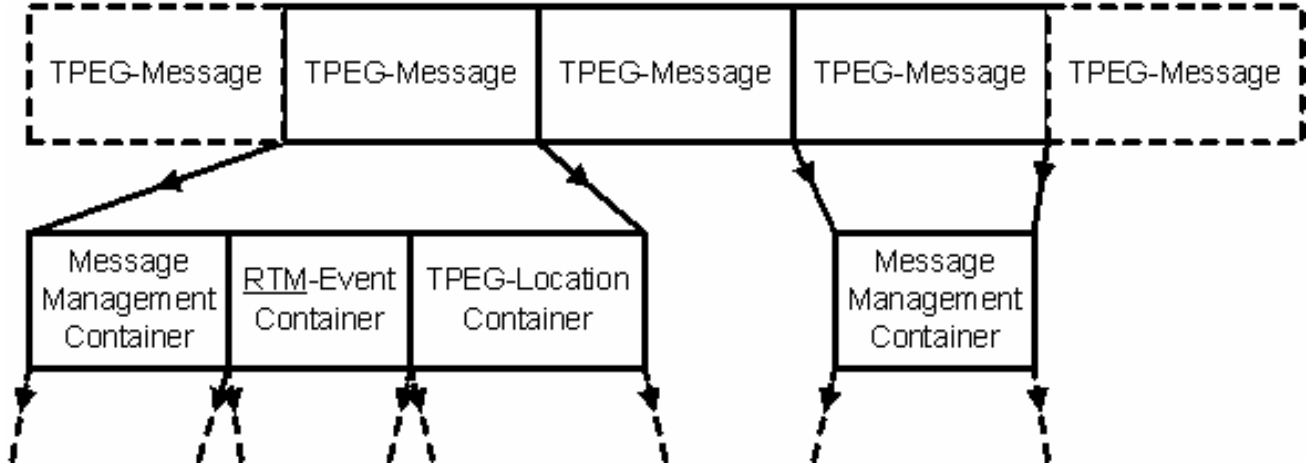 TPEG-Message TPEG-Message TPEG-Message TPEG-Message TPEG-Message
Message
Management
Container
RTM-Event
Container
TPEG-Location
Container
Message
Management
Container